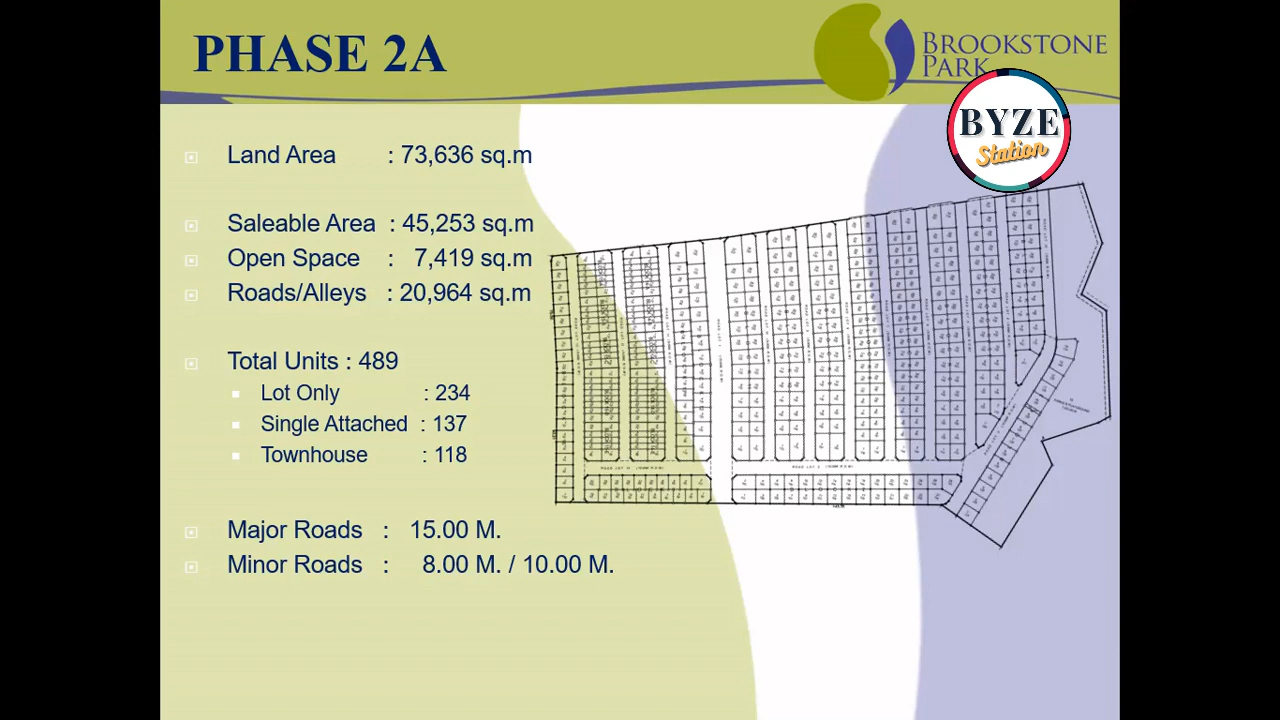 PHASE 2A
BROOKSTONE
PARK
BYZE
Station
Land Area : 73,636 sq.m
Saleable Area : 45,253 sq.m
Open Space : 7,419 sq.m
Roads/Alleys : 20,964 sq.m
Total Units : 489
Lot Only : 234
Single Attached : 137
Townhouse : 118
Major Roads : 15.00 M.
Minor Roads : 8.00 M. / 10.00 M.